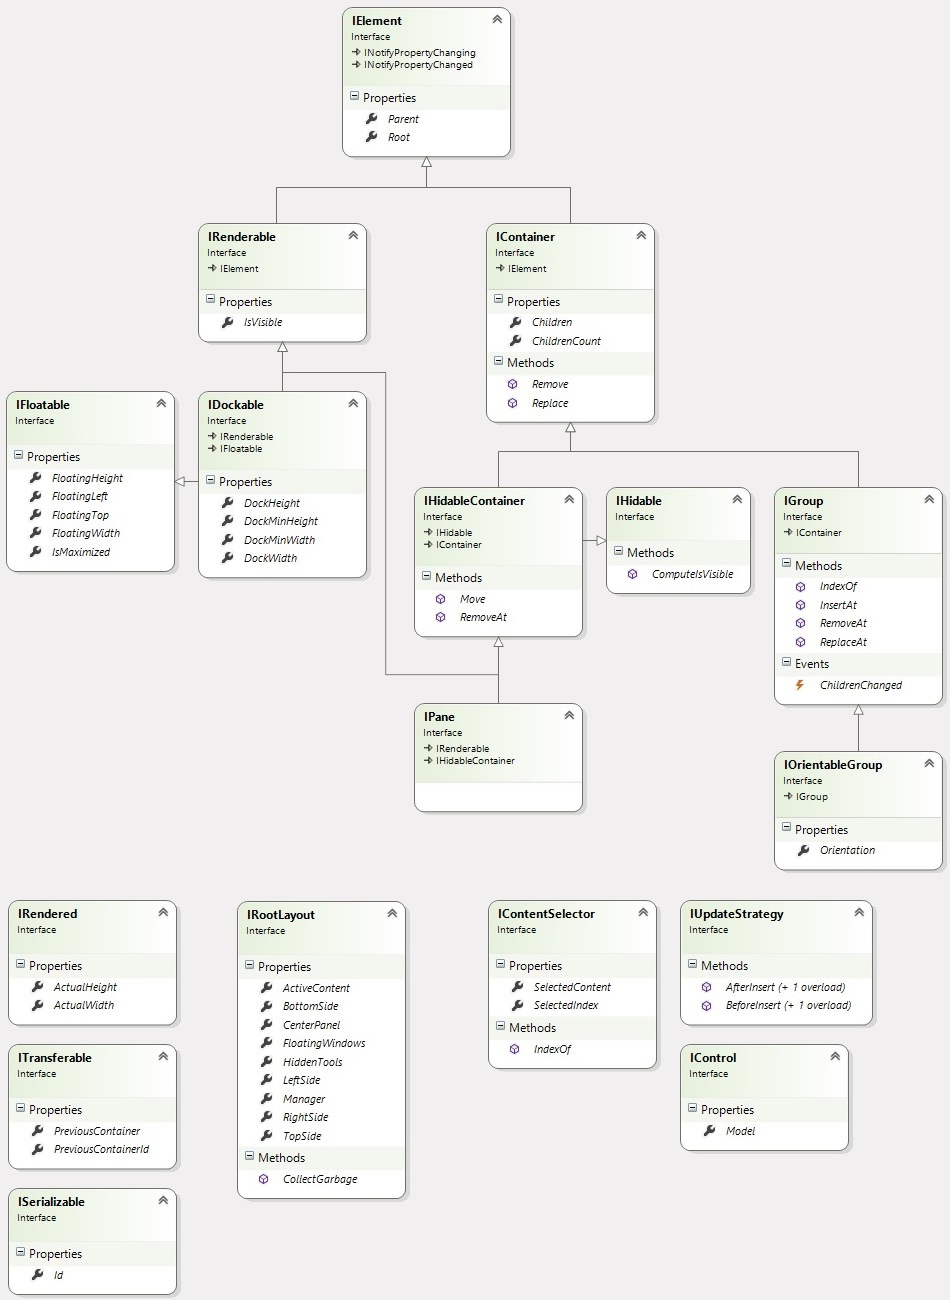 IElement
Interface
INotifyPropertyChanging
INotifyPropertyChanged
Properties
Parent
Root
IRenderable
Interface
IElement
Properties
IsVisible
IContainer
Interface
IElement
Properties
Children
ChildrenCount
Methods
Remove
Replace
IFloatable
Interface
Properties
FloatingHeight
FloatingLeft
FloatingTop
FloatingWidth
IsMaximized
IDockable
Interface
IRenderable
IFloatable
Properties
DockHeight
DockMinHeight
DockMinWidth
DockWidth
IHidableContainer
Interface
IHidable
IContainer
Methods
Move
RemoveAt
IHidable
Interface
Methods
ComputeIsVisible
IGroup
Interface
IContainer
Methods
IndexOf
InsertAt
RemoveAt
ReplaceAt
Events
ChildrenChanged
IPane
Interface
IRenderable
IHidableContainer
IOrientableGroup
Interface
IGroup
Properties
Orientation
IRendered
Interface
Properties
ActualHeight
ActualWidth
IRootLayout
Interface
Properties
ActiveContent
BottomSide
CenterPanel
FloatingWindows
HiddenTools
LeftSide
Manager
RightSide
TopSide
Methods
CollectGarbage
IContentSelector
Interface
Properties
SelectedContent
SelectedIndex
Methods
IndexOf
IUpdateStrategy
Interface
Methods
AfterInsert (+ 1 overload)
BeforeInsert (+ 1 overload)
ITransferable
Interface
Properties
PreviousContainer
PreviousContainerId
IControl
Interface
Properties
Model
ISerializable
Interface
Properties
Id